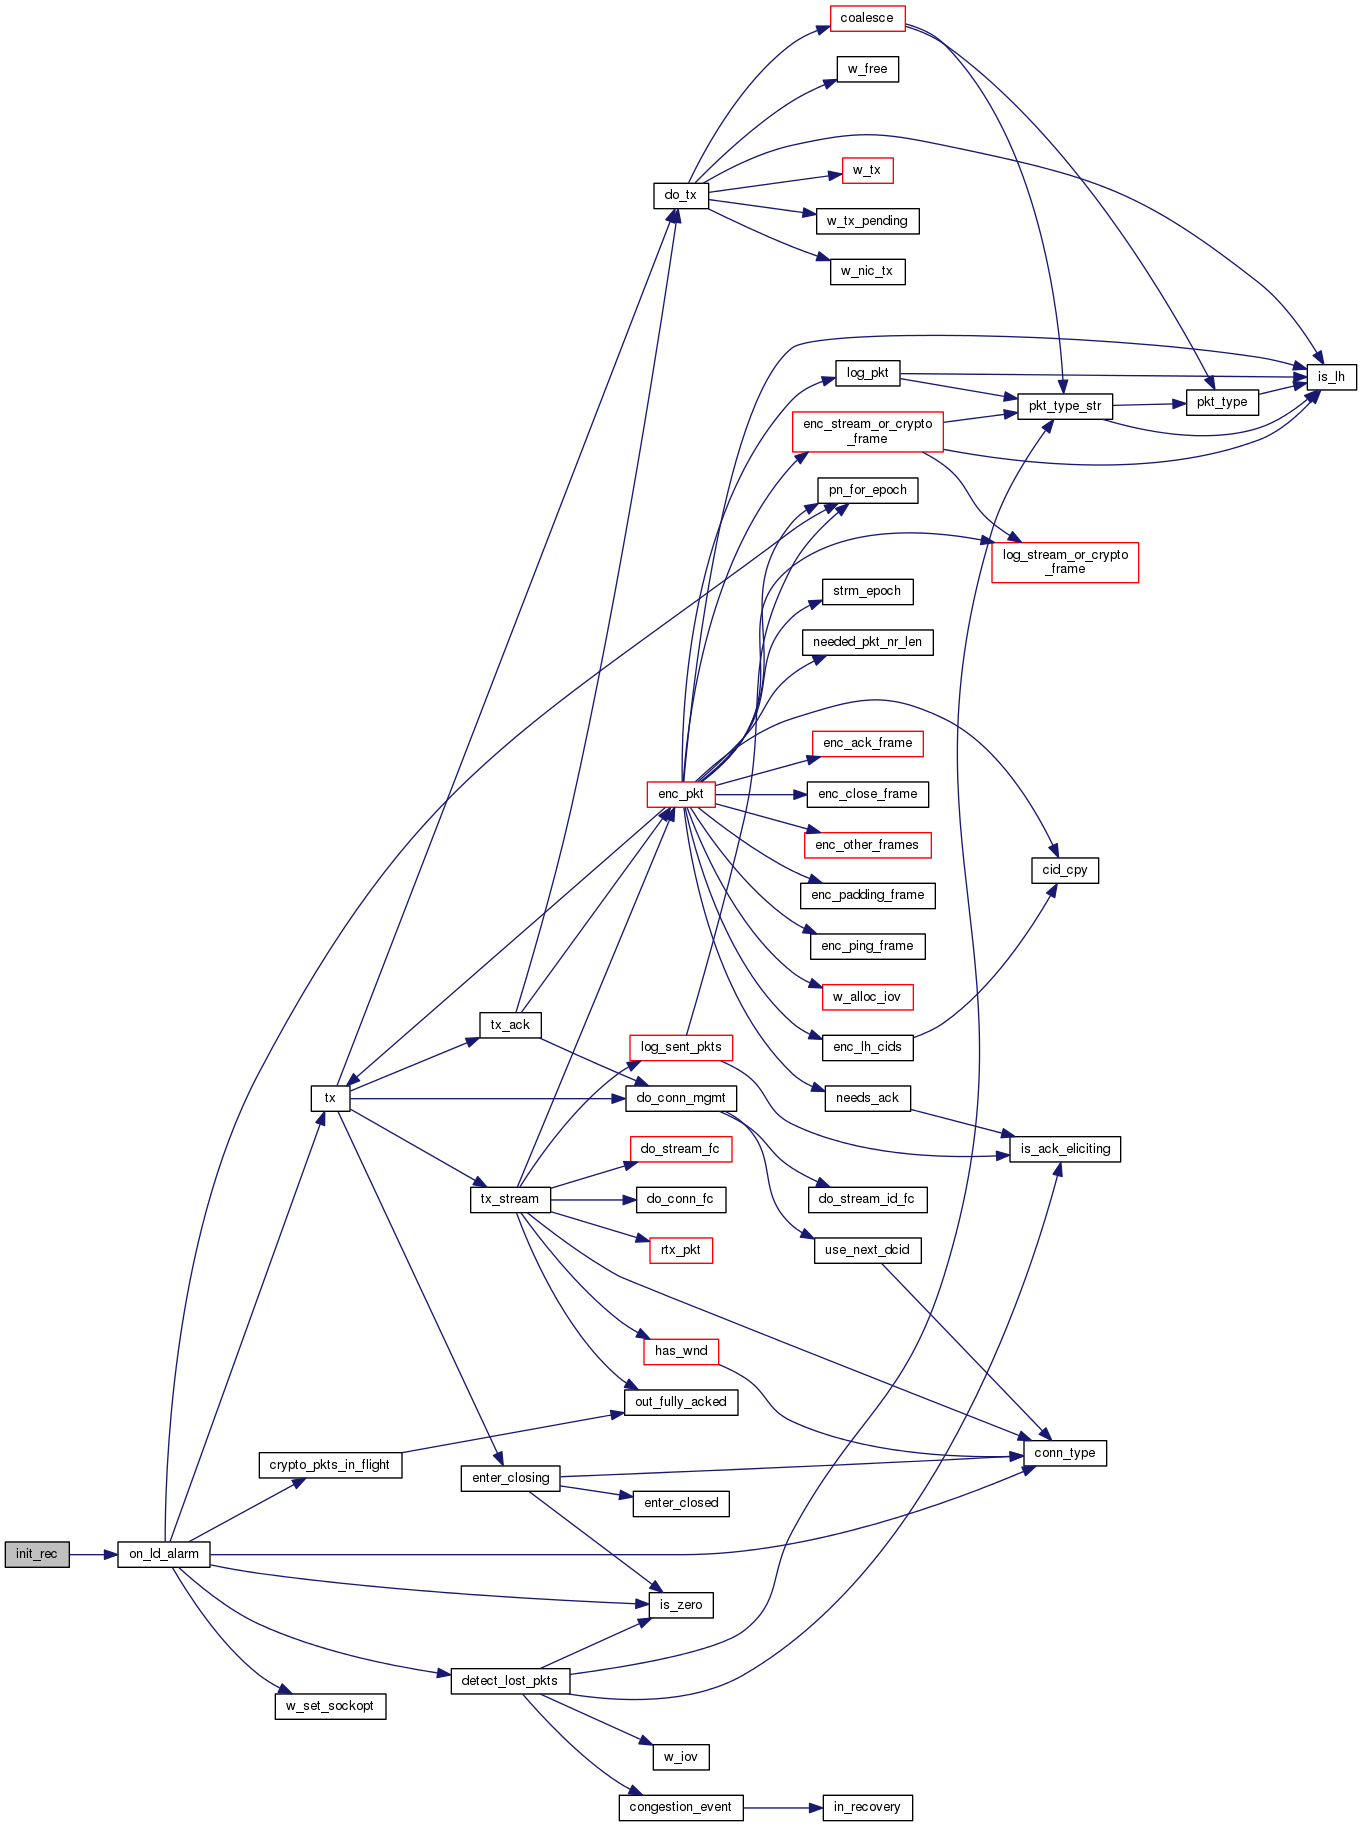 coalesce
w_free
w_tx
do_tx
w_tx_pending
w_nic_tx
log_pkt
is_lh
pkt_type_str
pkt_type
enc_stream_or_crypto
_frame
pn_for_epoch
log_stream_or_crypto
_frame
strm_epoch
needed_pkt_nr_len
enc_ack_frame
enc_pkt
enc_close_frame
enc_other_frames
cid_cpy
enc_padding_frame
enc_ping_frame
w_alloc_iov
tx_ack
log_sent_pkts
enc_lh_cids
tx
do_conn_mgmt
needs_ack
do_stream_fc
is_ack_eliciting
tx_stream
do_conn_fc
do_stream_id_fc
rtx_pkt
use_next_dcid
has_wnd
out_fully_acked
crypto_pkts_in_flight
conn_type
enter_closing
enter_closed
init_rec
on_ld_alarm
is_zero
detect_lost_pkts
w_set_sockopt
w_iov
congestion_event
in_recovery